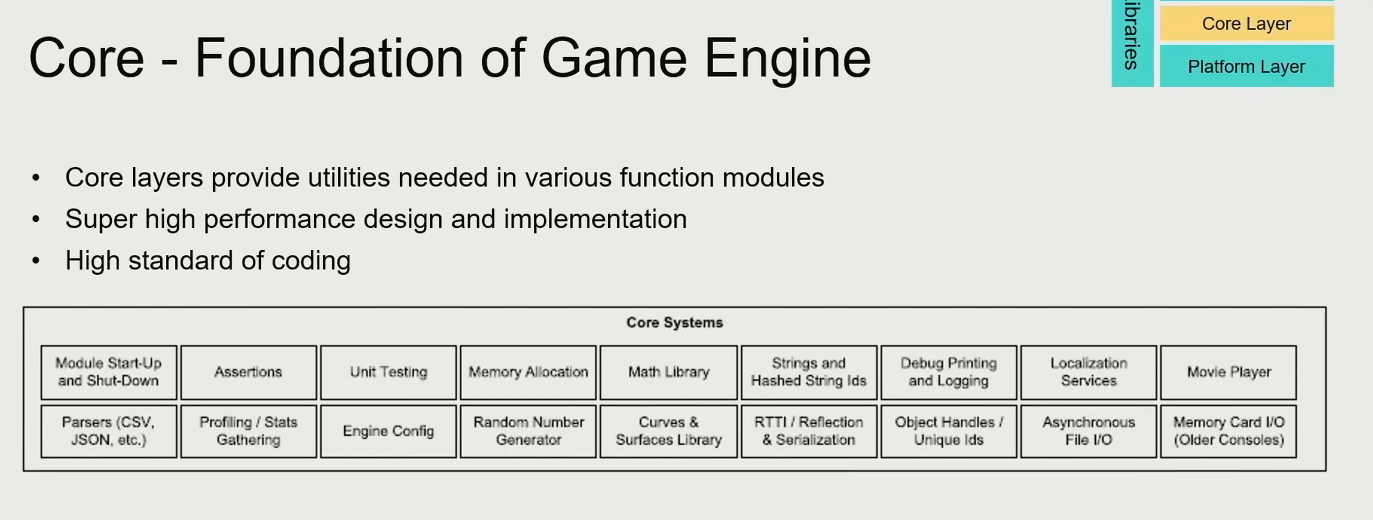 Core - Foundation of Game Engine
Core Layer
Platform Layer
• Core layers provide utilities needed in various function modules
• Super high performance design and implementation
• High standard of coding
Core Systems
Module Start-Up
and Shut-Down
Assertions
Unit Testing
Memory Allocation
Math Library
Strings and
Hashed String Ids
Debug Printing
and Logging
Localization
Services
Movie Player
Parsers (CSV,
JSON, etc.)
Profiling / Stats
Gathering
Engine Config
Random Number
Generator
Curves &
Surfaces Library
RTTI / Reflection
& Serialization
Object Handles /
Unique Ids
Asynchronous
File I/O
Memory Card I/O
(Older Consoles)